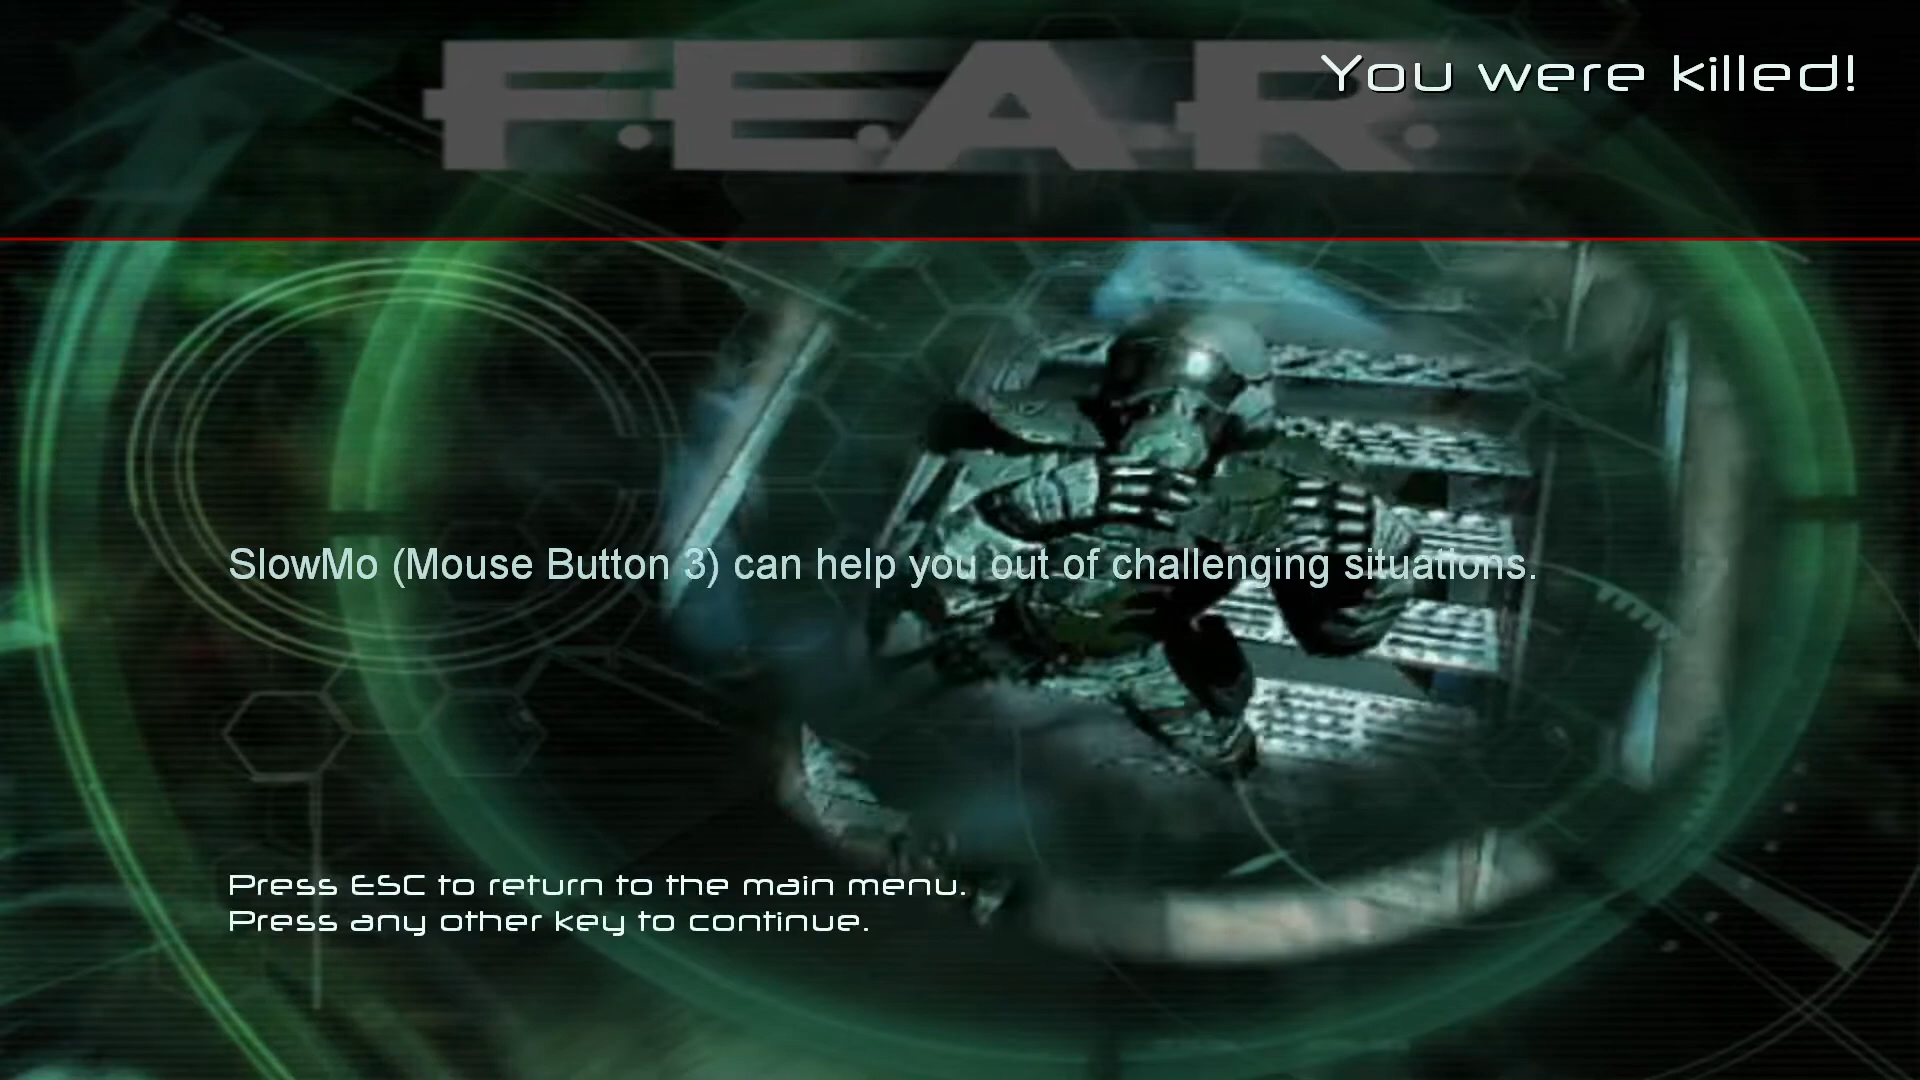 F.E.A.R.
You were killed!
SlowMo (Mouse Button 3) can help you out of challenging situations.
Press ESC to return to the main menu.
Press any other key to continue.